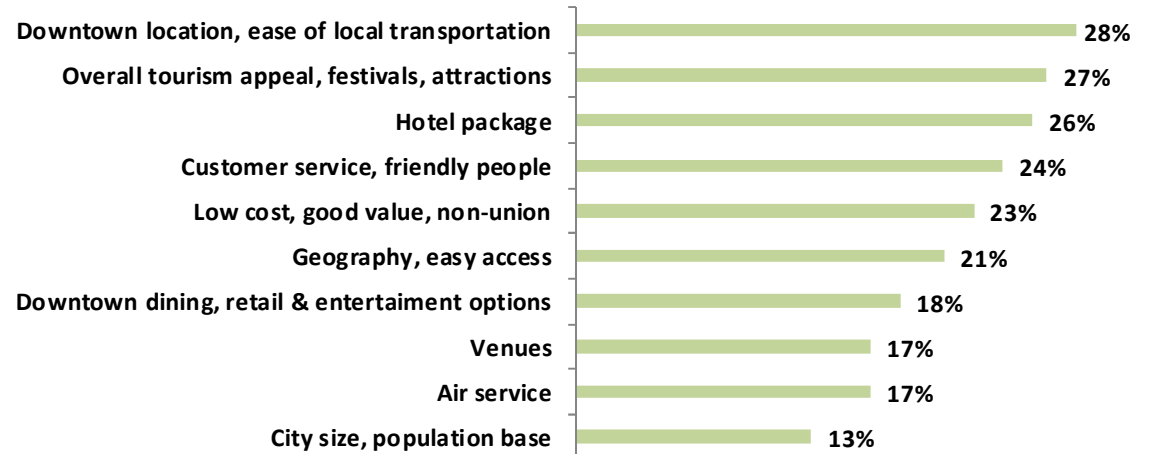 Downtown location, ease of local transportation 28%
Overall tourism appeal, festivals, attractions 27%
Hotel package 26%
Customer service, friendly people 24%
Low cost, good value, non-union 23%
Geography, easy access 21%
Downtown dining, retail & entertaiment options 18%
Venues 17%
Air service 17%
City size, population base 13%